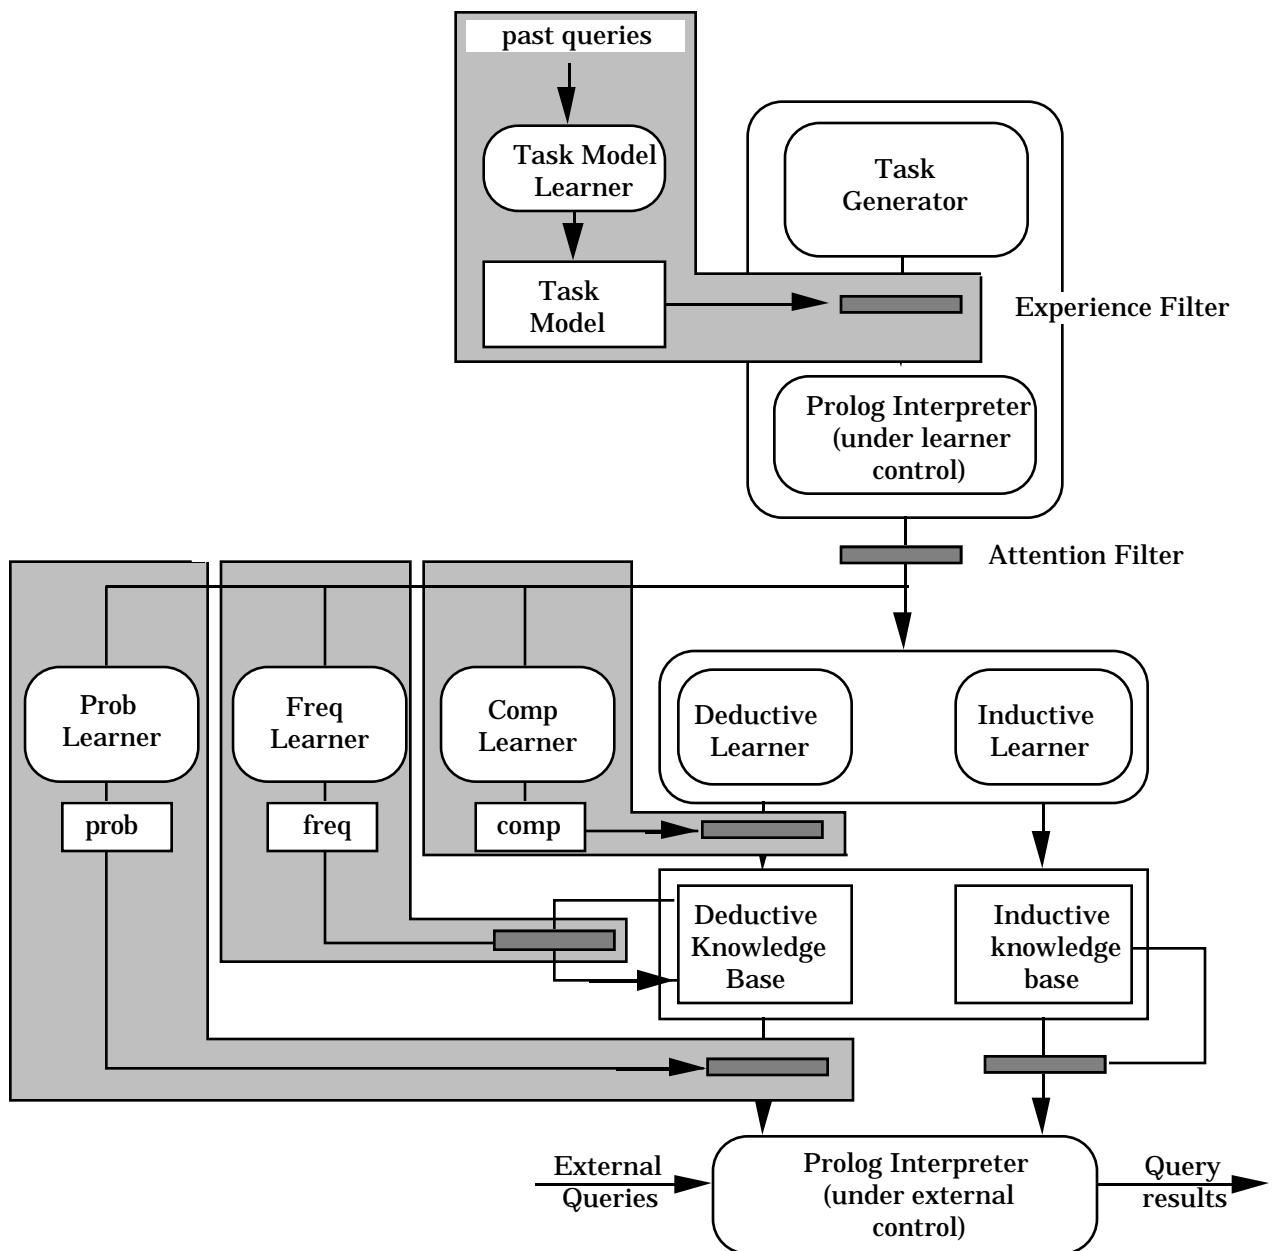 past queries
Task Model
Learner
Task
Model
Task
Generator
Experience Filter
Prolog Interpreter
(under learner
control)
Attention Filter
Prob
Learner
Freq
Learner
Comp
Learner
Deductive
Learner
Inductive
Learner
prob
freq
comp
Deductive
Knowledge
Base
Inductive
knowledge
base
External
Queries
Prolog Interpreter
(under external
control)
Query
results